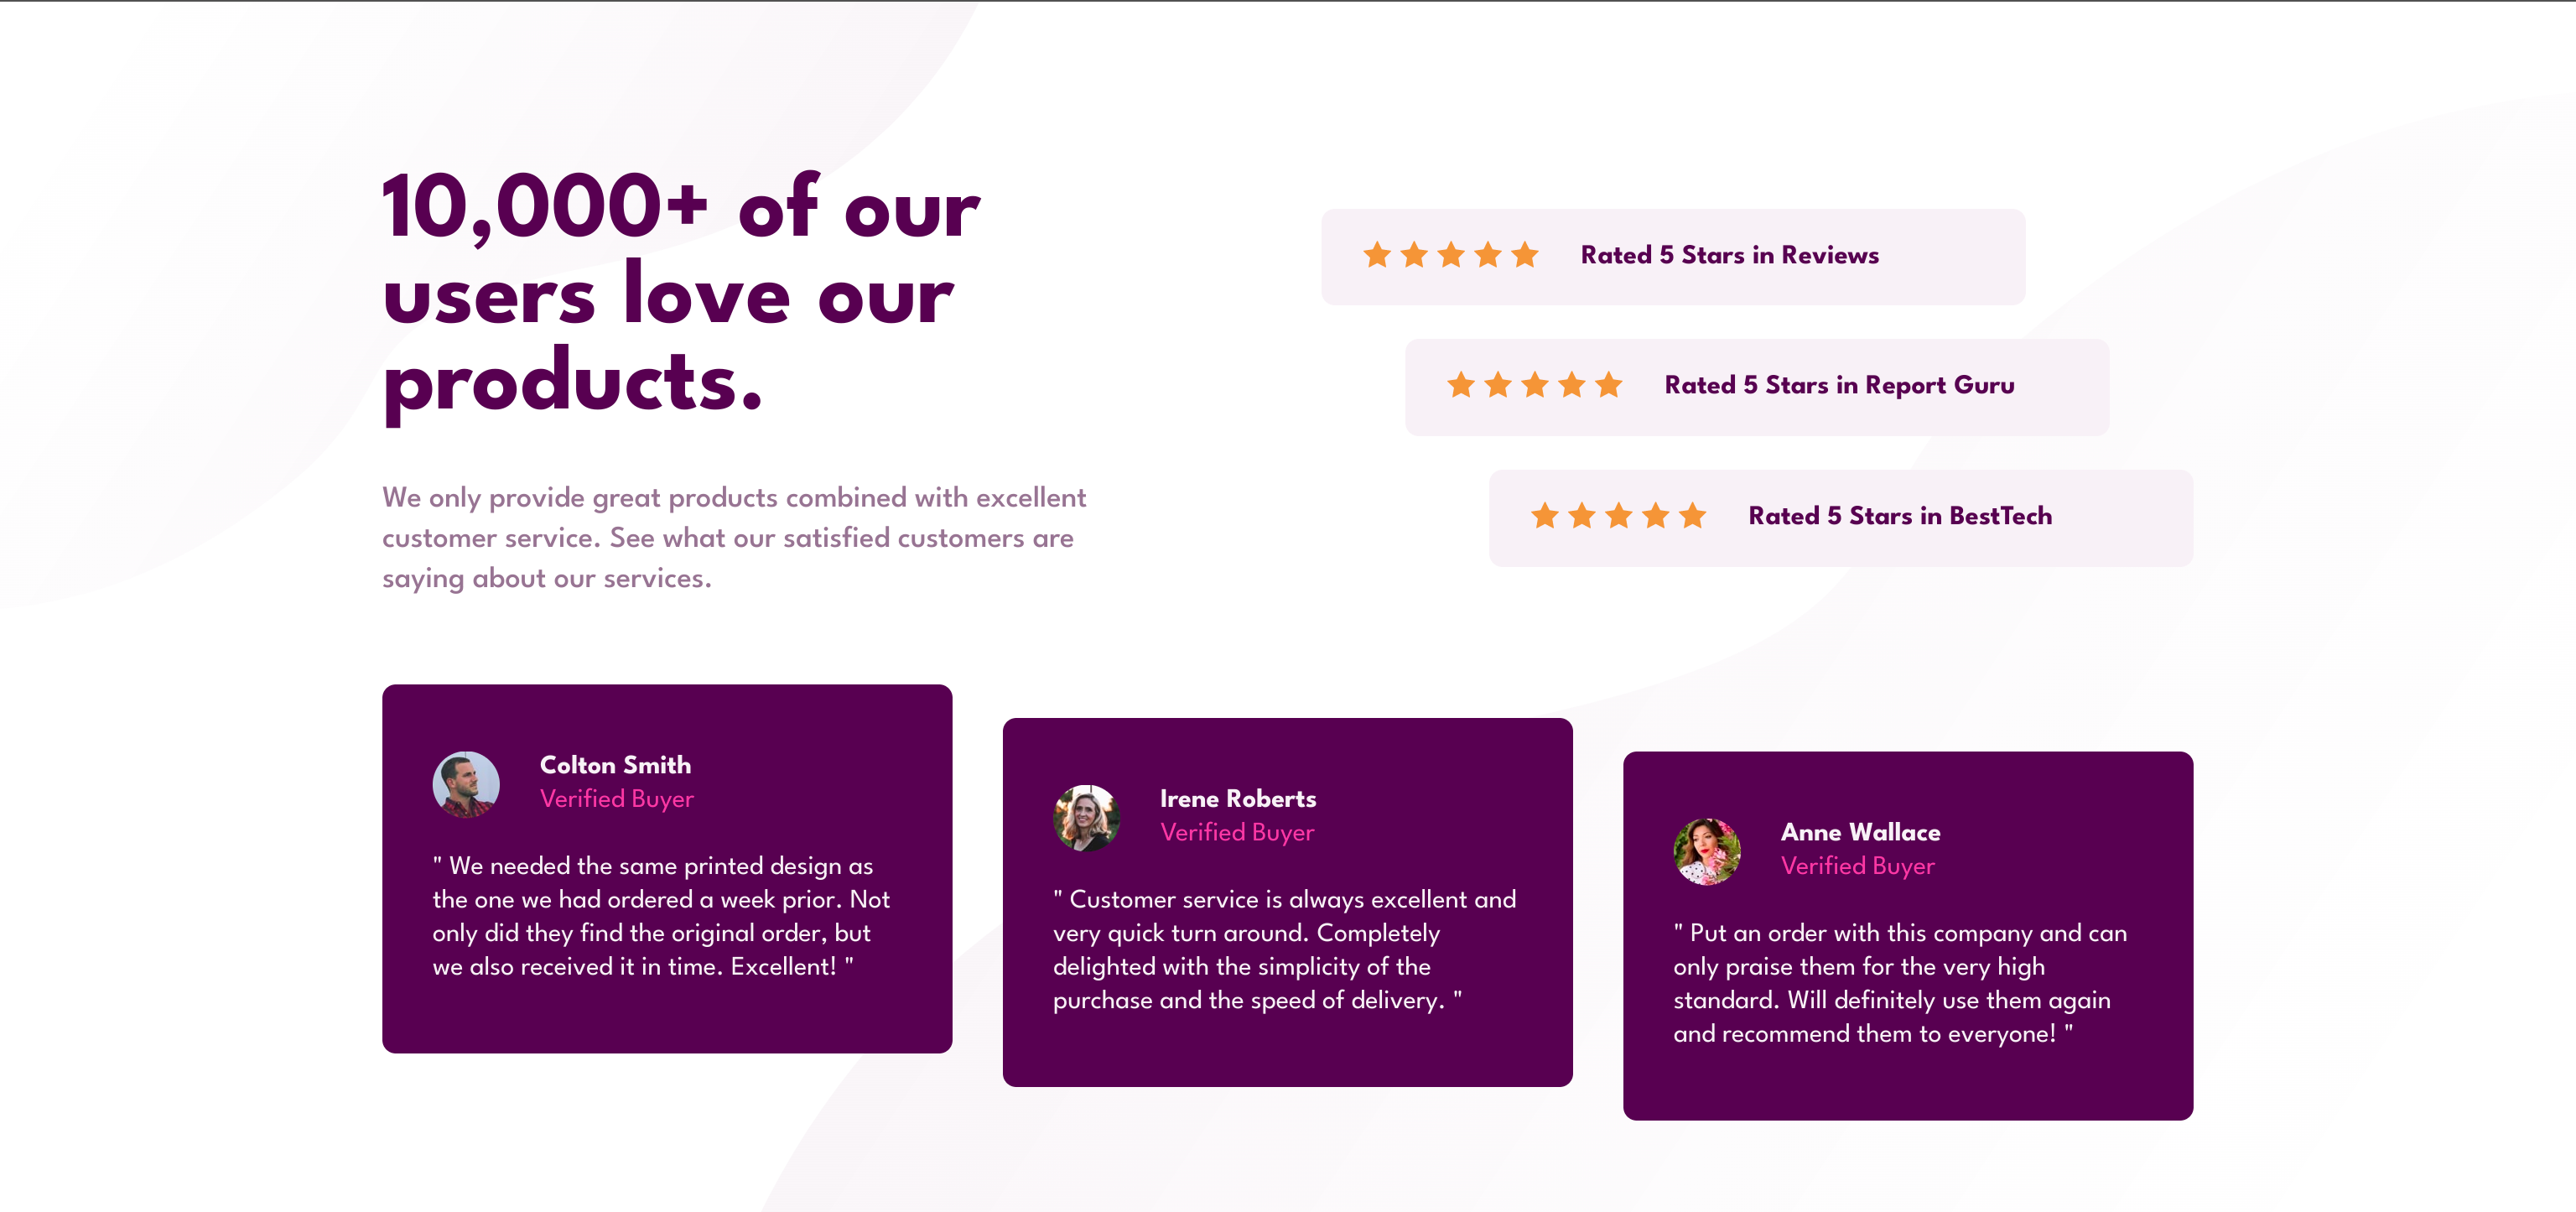 10,000+ of our
users love our
products.
We only provide great products combined with excellent
customer service. See what our satisfied customers are
saying about our services.
Rated 5 Stars in Reviews
Rated 5 Stars in Report Guru
Rated 5 Stars in BestTech
Colton Smith
Verified Buyer
" We needed the same printed design as
the one we had ordered a week prior. Not
only did they find the original order, but
we also received it in time. Excellent! "
Irene Roberts
Verified Buyer
" Customer service is always excellent and
very quick turn around. Completely
delighted with the simplicity of the
purchase and the speed of delivery. "
Anne Wallace
Verified Buyer
" Put an order with this company and can
only praise them for the very high
standard. Will definitely use them again
and recommend them to everyone! "